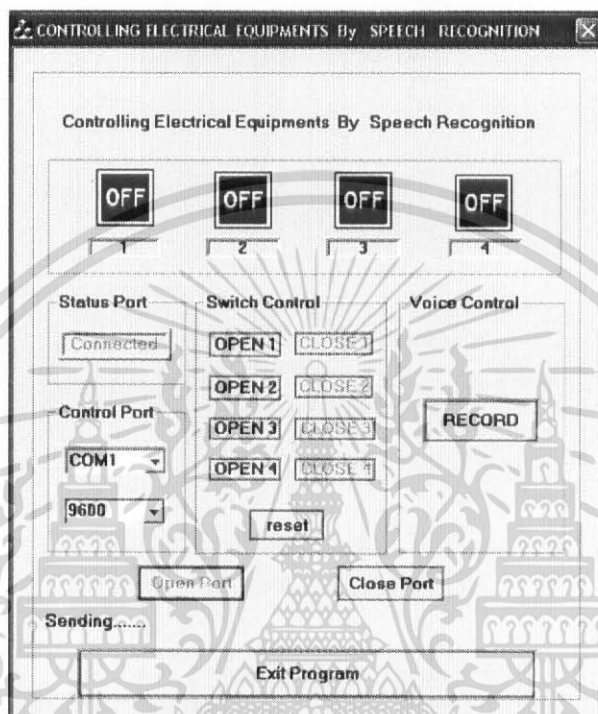 CONTROLLING ELECTRICAL EQUIPMENTS By SPEECH RECOGNITION
Controlling Electrical Equipments By Speech Recognition
OFF OFF OFF OFF
1 2 3 4
Status Port
Connected
Control Port
COM1
9600
Switch Control
OPEN 1 CLOSE 1
OPEN 2 CLOSE 2
OPEN 3 CLOSE 3
OPEN 4 CLOSE 4
reset
Voice Control
RECORD
Open Port Close Port
Sending.......
Exit Program